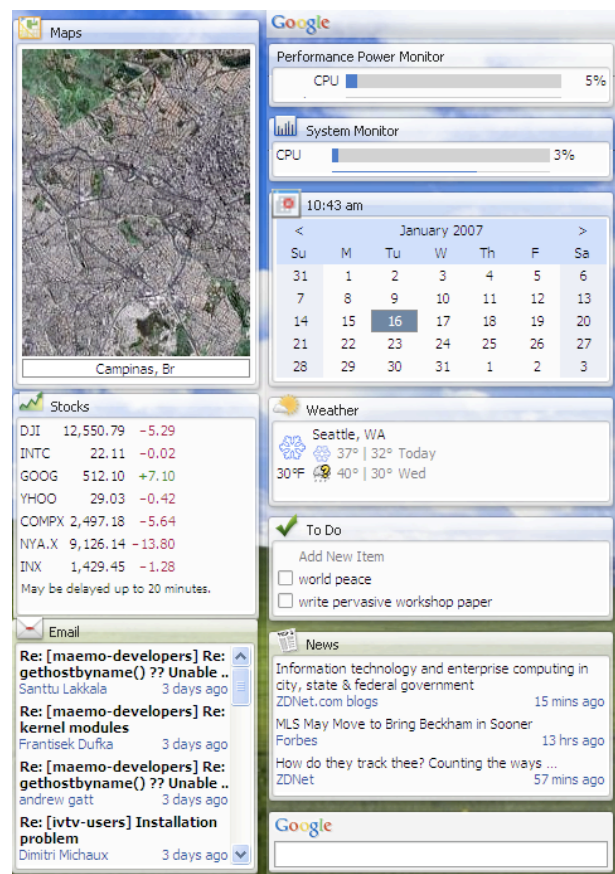 Maps
Campinas, Br
Stocks
DJI 12,550.79 -5.29
INTC 22.11 -0.02
GOOG 512.10 +7.10
YHOO 29.03 -0.42
COMPX 2,497.18 -5.64
NYA.X 9,126.14 -13.80
INX 1,429.45 -1.28
May be delayed up to 20 minutes.
Email
Re: [maemo-developers] Re:
gethostbyname() ?? Unable ..
Santtu Lakkala 3 days ago
Re: [maemo-developers] Re:
kernel modules
Frantisek Dufka 3 days ago
Re: [maemo-developers] Re:
gethostbyname() ?? Unable ..
andrew gatt 3 days ago
Re: [ivtv-users] Installation
problem
Dimitri Michaux 3 days ago
Google
Performance Power Monitor
CPU 5%
System Monitor
CPU 3%
10:43 am
< January 2007 >
Su M Tu W Th F Sa
31 1 2 3 4 5 6
7 8 9 10 11 12 13
14 15 16 17 18 19 20
21 22 23 24 25 26 27
28 29 30 31 1 2 3
Weather
Seattle, WA
37° | 32° Today
30°F 40° | 30° Wed
To Do
Add New Item
world peace
write pervasive workshop paper
News
Information technology and enterprise computing in
city, state & federal government
ZDNet.com blogs 15 mins ago
MLS May Move to Bring Beckham in Sooner
Forbes 13 hrs ago
How do they track thee? Counting the ways ...
ZDNet 57 mins ago
Google